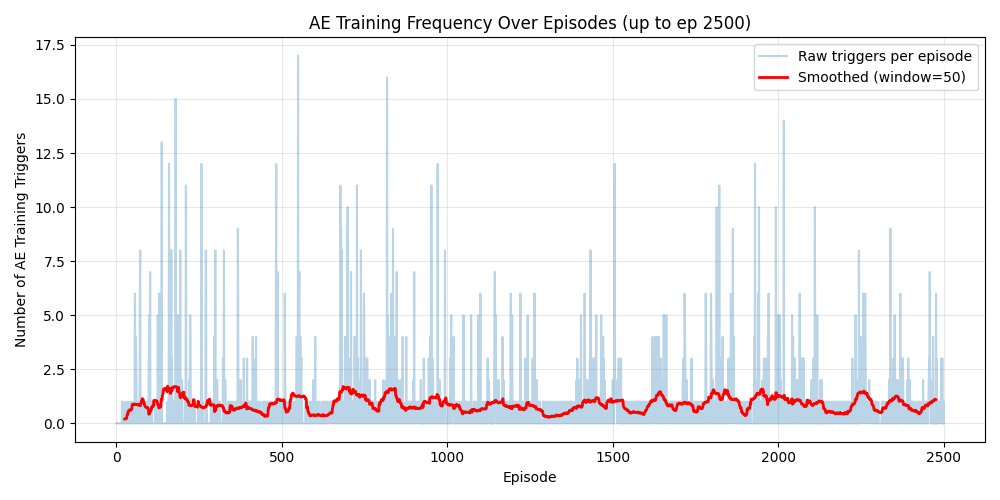 AE Training Frequency Over Episodes (up to ep 2500)
Raw triggers per episode
Smoothed (window=50)
Number of AE Training Triggers
17.5
15.0
12.5
10.0
7.5
5.0
2.5
0.0
0 500 1000 1500 2000 2500
Episode